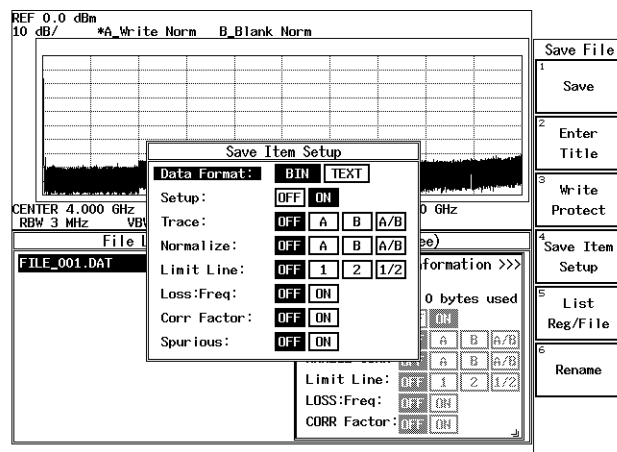 REF 0.0 dBm
10 dB/ *A_Write Norm B_Blank Norm
CENTER 4.000 GHz
0 GHz
RBW 3 MHz
Save Item Setup
Data Format: BIN TEXT
Setup: OFF ON
Trace: OFF A B A/B
Normalize: OFF A B A/B
Limit Line: OFF 1 2 1/2
Loss:Freq: OFF ON
Corr Factor: OFF ON
Spurious: OFF ON
FILE_001.DAT
>>>
0 bytes used
ON
A B A/B
A B A/B
Limit Line: OFF 1 2 1/2
LOSS:Freq: OFF ON
CORR Factor: OFF ON
Save File
1
Save
2
Enter
Title
3
Write
Protect
4
Save Item
Setup
5
List
Reg/File
6
Rename